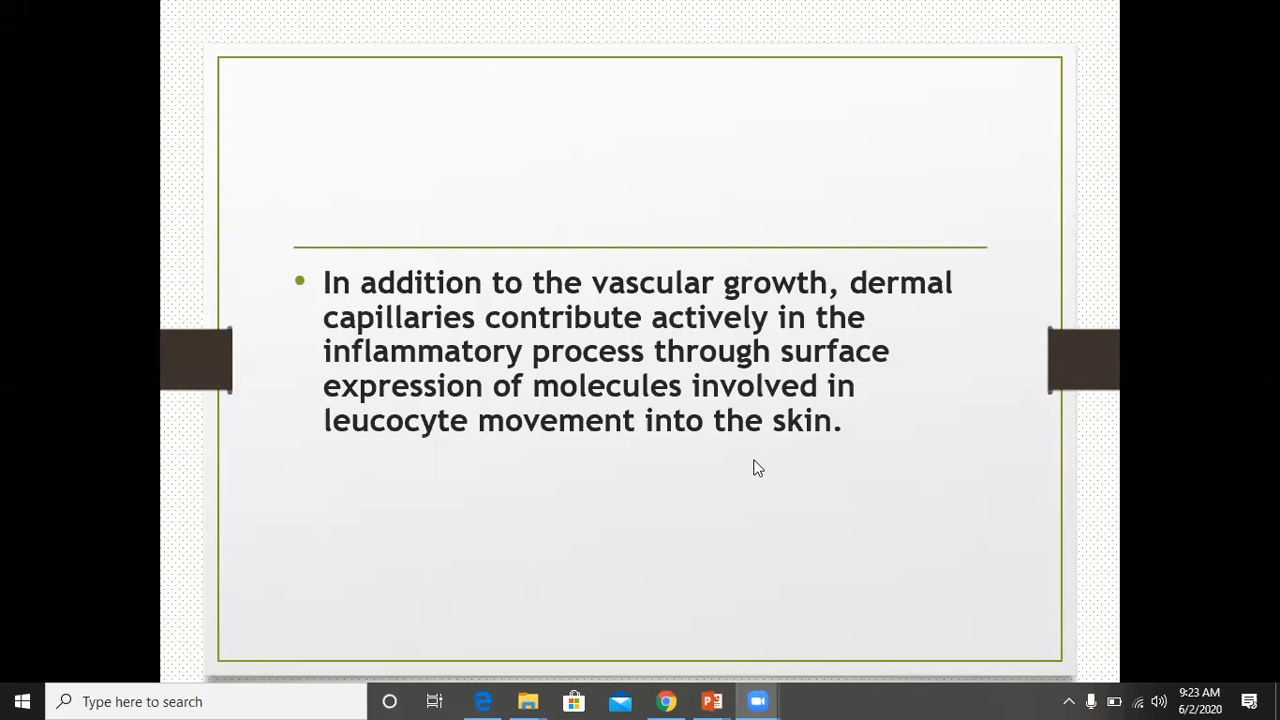 • In addition to the vascular growth, dermal
capillaries contribute actively in the
inflammatory process through surface
expression of molecules involved in
leucocyte movement into the skin.
Type here to search
9:23 AM
6/2/2020